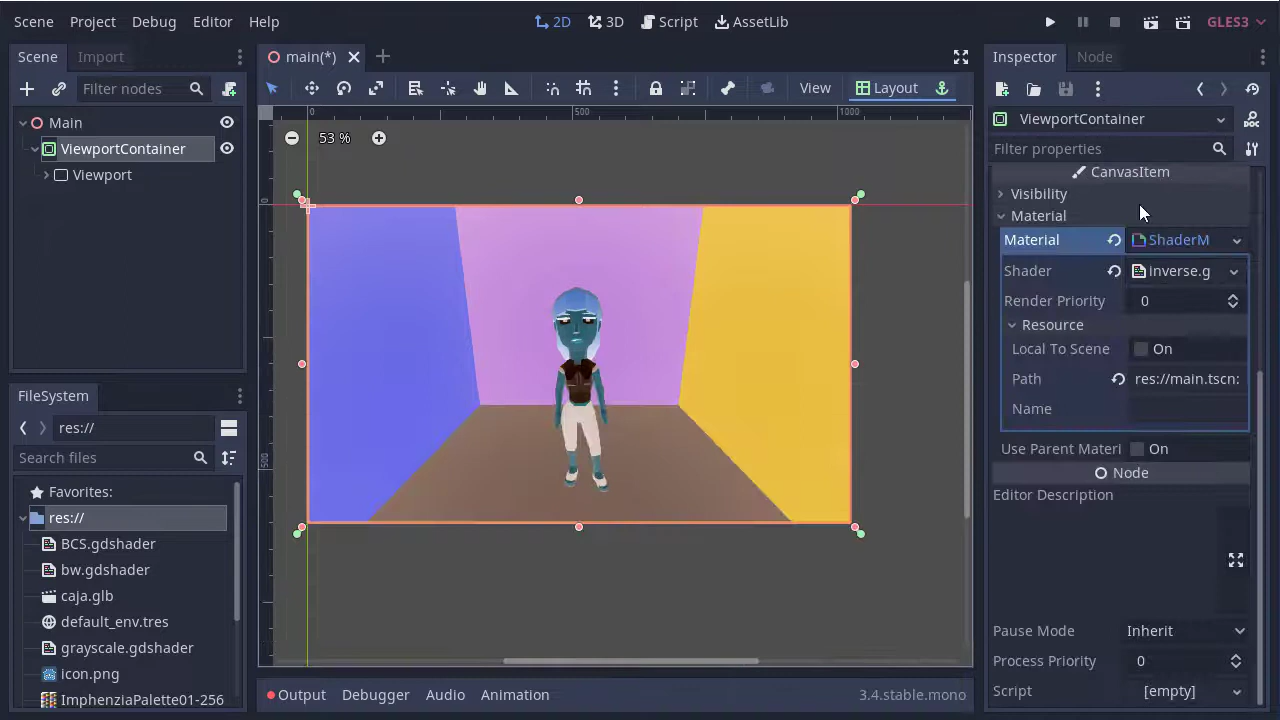 Scene Project Debug Editor Help 2D 3D Script AssetLib GLES3
Scene Import
Filter nodes
Main
ViewportContainer
Viewport
FileSystem
res://
Search files
Favorites:
res://
BCS.gdshader
bw.gdshader
caja.glb
default_env.tres
grayscale.gdshader
icon.png
ImphenziaPalette01-256
main(*)
View Layout
0 500 1000
53 %
0
500
Output Debugger Audio Animation 3.4.stable.mono
Inspector Node
ViewportContainer
Filter properties
CanvasItem
Visibility
Material
Material ShaderM
Shader inverse.g
Render Priority 0
Resource
Local To Scene On
Path res://main.tscn:
Name
Use Parent Materi On
Node
Editor Description
Pause Mode Inherit
Process Priority 0
Script [empty]